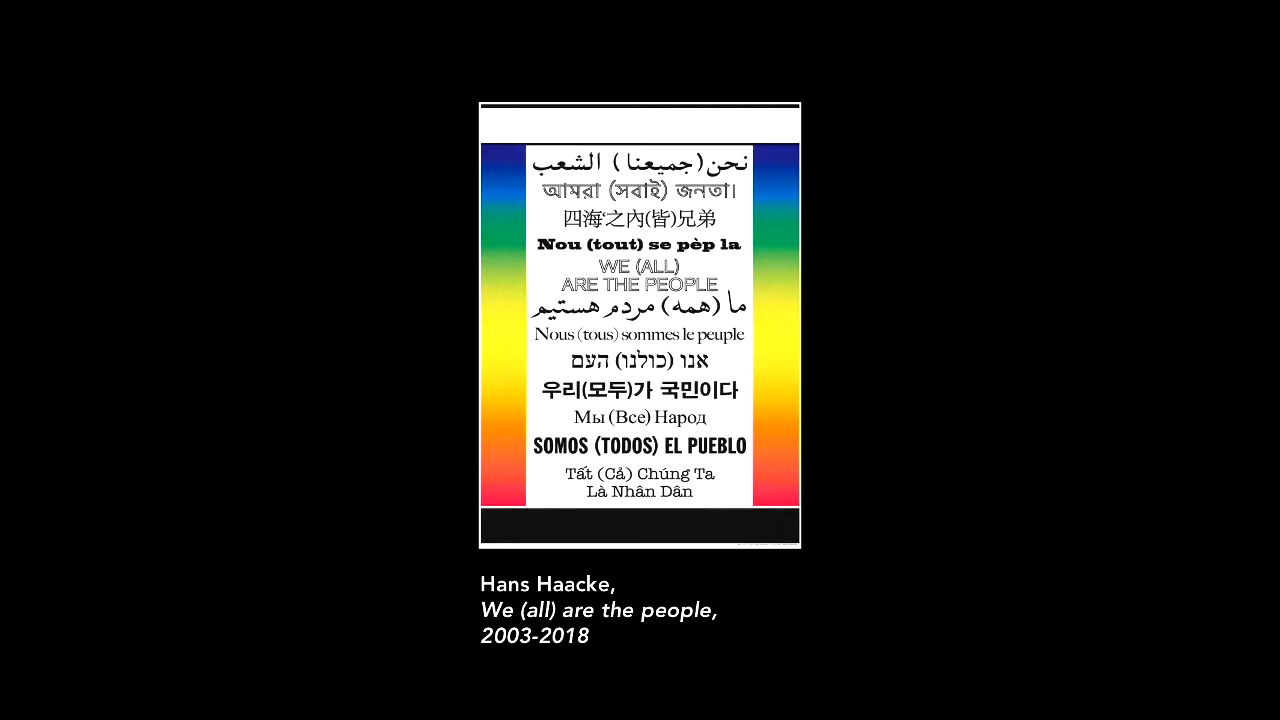 نحن (جميعنا) الشعب
আমরা (সবাই) জনতা।
四海之內(皆)兄弟
Nou (tout) se pèp la
WE (ALL)
ARE THE PEOPLE
ما (همه) مردم هستیم
Nous (tous) sommes le peuple
אנו (כולנו) העם
우리(모두)가 국민이다
Мы (Все) Народ
SOMOS (TODOS) EL PUEBLO
Tất (Cả) Chúng Ta
Là Nhân Dân
Hans Haacke,
We (all) are the people,
2003-2018